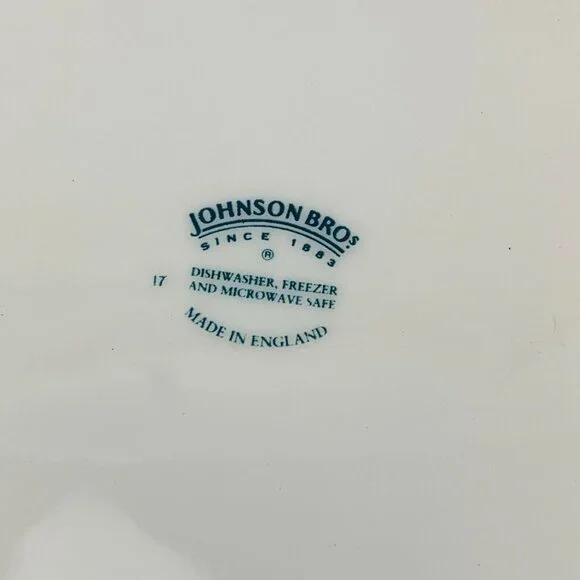 JOHNSON BROS
SINCE 1883
®
DISHWASHER, FREEZER
AND MICROWAVE SAFE
MADE IN ENGLAND
17